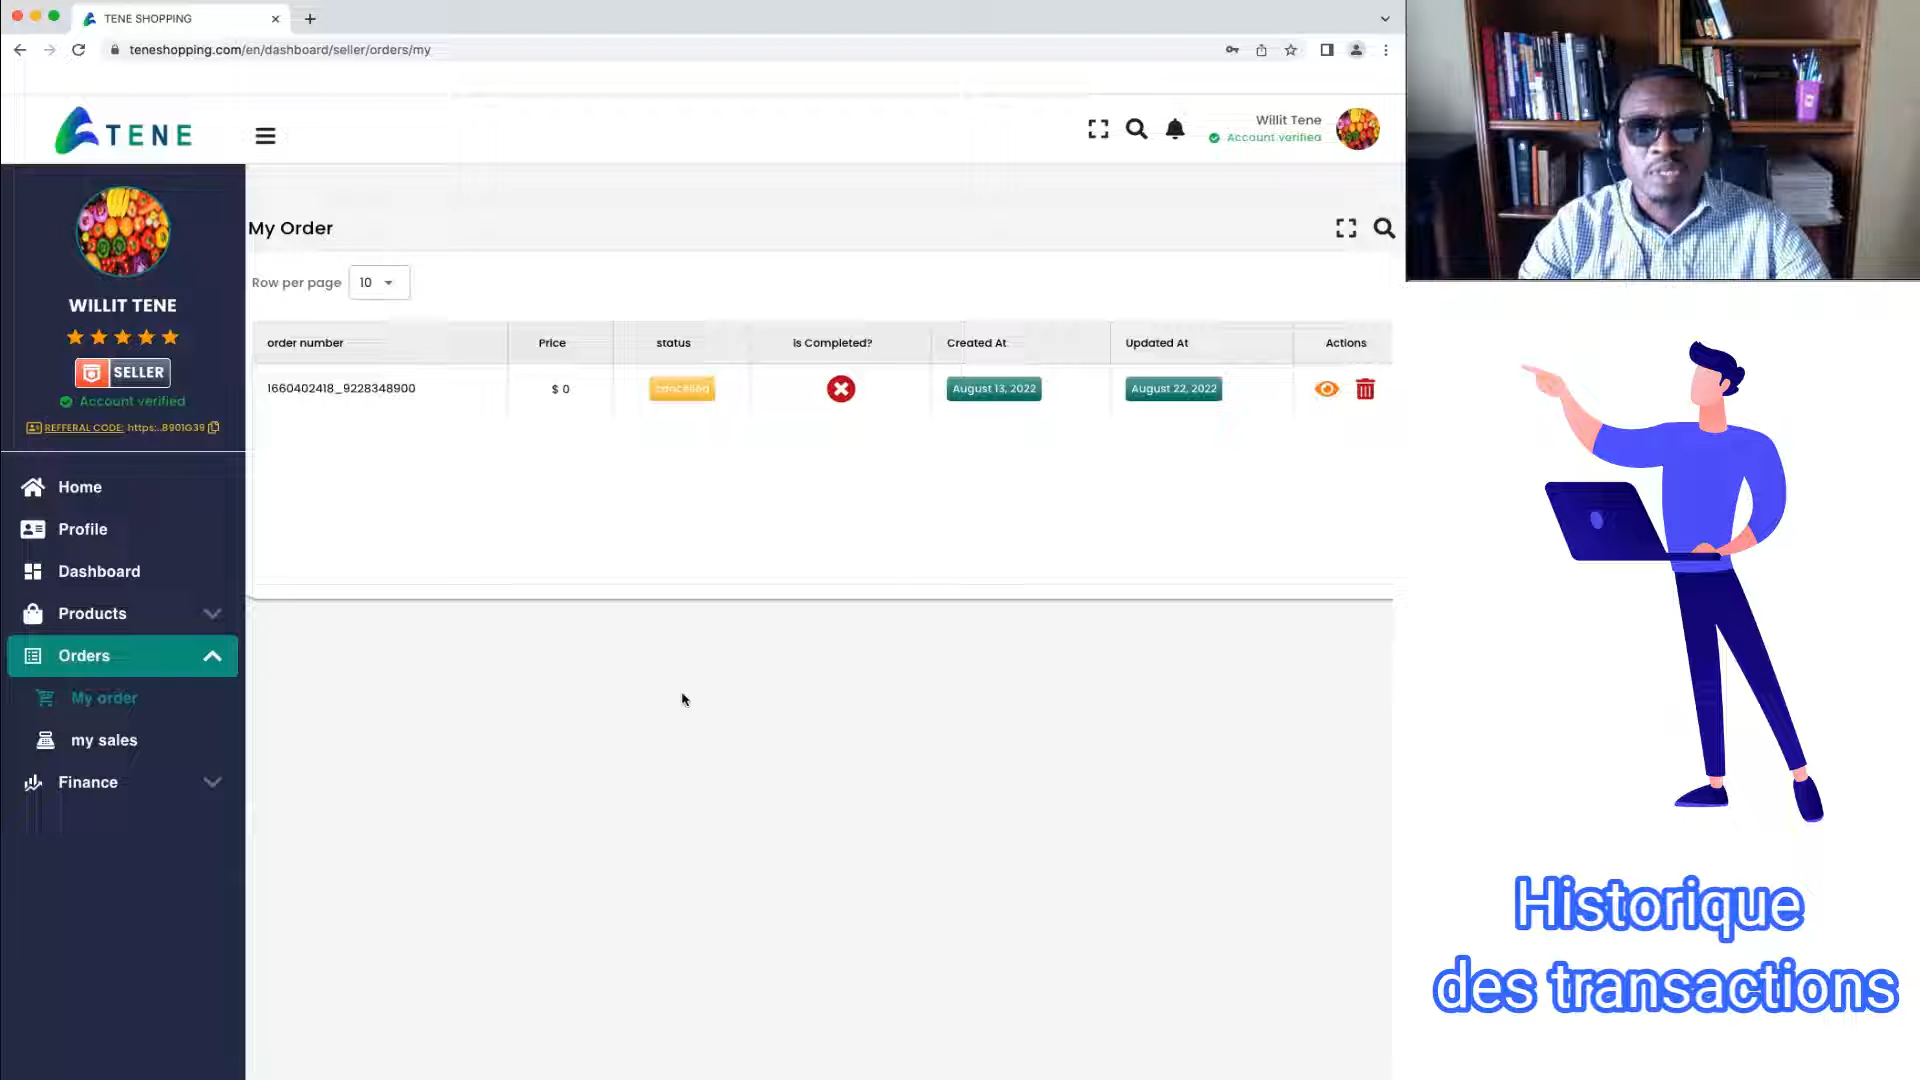 TENE SHOPPING
teneshopping.com/en/dashboard/seller/orders/my
TENE
Willit Tene
Account verified
WILLIT TENE
SELLER
Account verified
REFFERAL CODE: https:..8901G39
Home
Profile
Dashboard
Products
Orders
My order
my sales
Finance
My Order
Row per page 10
order number Price status is Completed? Created At Updated At Actions
1660402418_9228348900 $ 0 cancelled August 13, 2022 August 22, 2022
Historique
des transactions